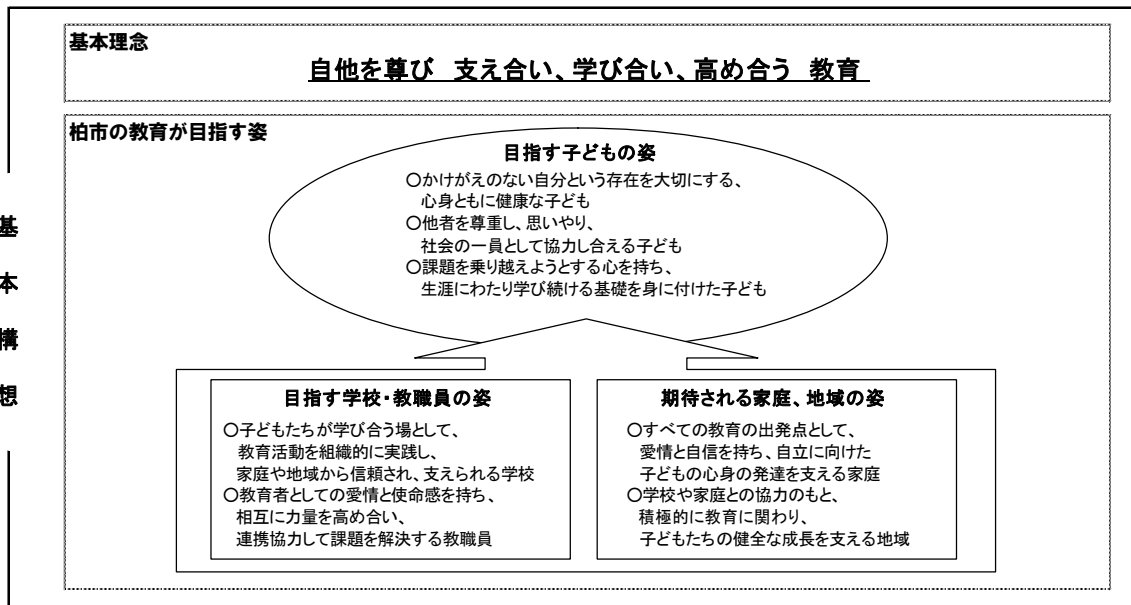 基本構想
基本理念
自他を尊び 支え合い、学び合い、高め合う 教育
柏市の教育が目指す姿
目指す子どもの姿
○かけがえのない自分という存在を大切にする、
心身ともに健康な子ども
○他者を尊重し、思いやり、
社会の一員として協力し合える子ども
○課題を乗り越えようとする心を持ち、
生涯にわたり学び続ける基礎を身に付けた子ども
目指す学校・教職員の姿
○子どもたちが学び合う場として、
教育活動を組織的に実践し、
家庭や地域から信頼され、支えられる学校
○教育者としての愛情と使命感を持ち、
相互に力量を高め合い、
連携協力して課題を解決する教職員
期待される家庭、地域の姿
○すべての教育の出発点として、
愛情と自信を持ち、自立に向けた
子どもの心身の発達を支える家庭
○学校や家庭との協力のもと、
積極的に教育に関わり、
子どもたちの健全な成長を支える地域